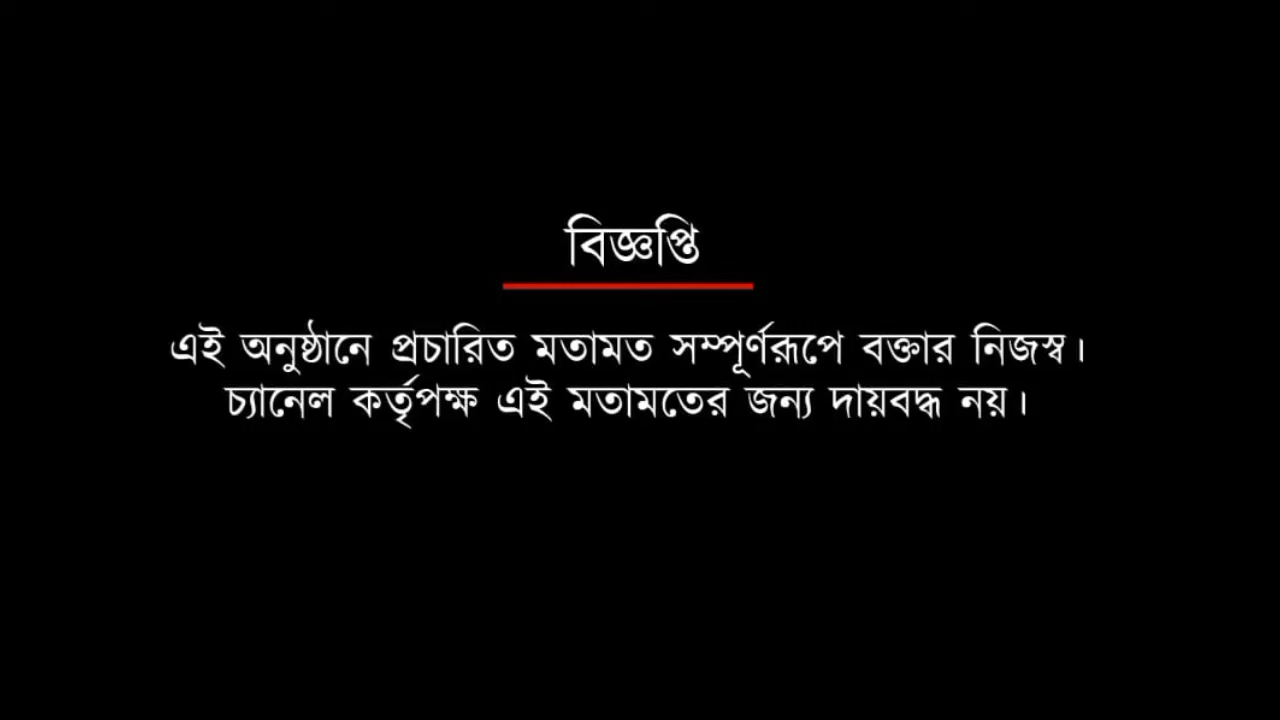 বিজ্ঞপ্তি
এই অনুষ্ঠানে প্রচারিত মতামত সম্পূর্ণরূপে বক্তার নিজস্ব।
চ্যানেল কর্তৃপক্ষ এই মতামতের জন্য দায়বদ্ধ নয়।